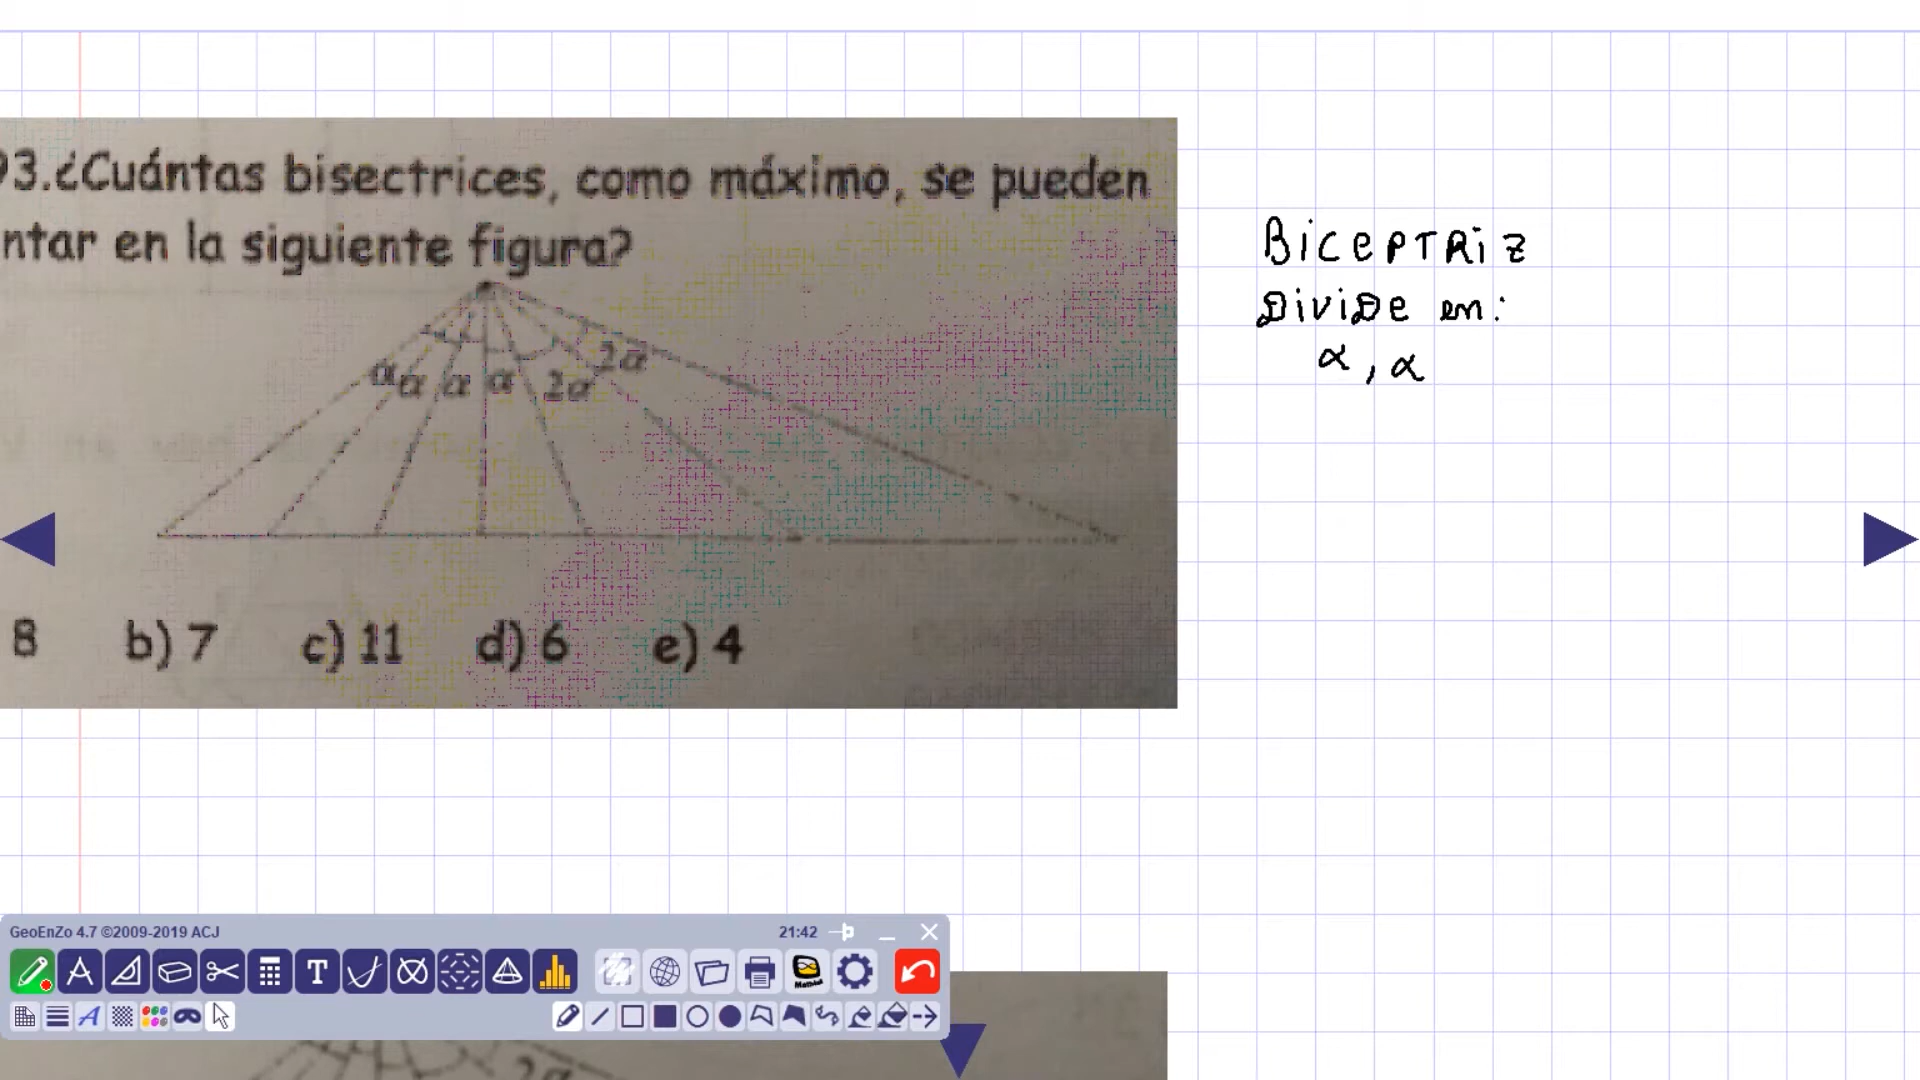 93.¿Cuántas bisectrices, como máximo, se pueden
ntar en la siguiente figura?
α α α α 2α 2α
8 b) 7 c) 11 d) 6 e) 4
BiCePTRiZ
DiViDe en:
α , α
GeoEnZo 4.7 ©2009-2019 ACJ 21:42
T
A
2α